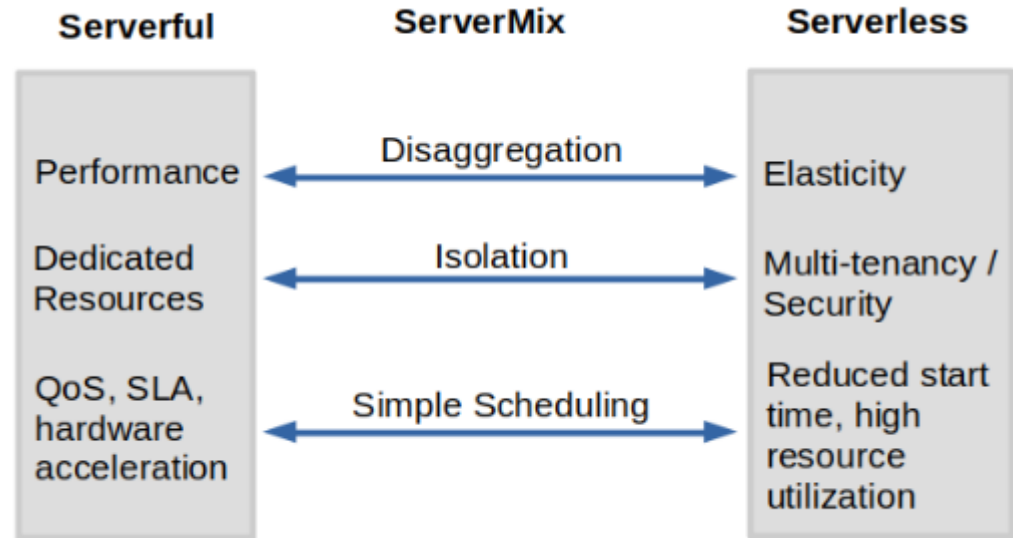 Serverful
ServerMix
Serverless
Performance
Disaggregation
Elasticity
Dedicated
Resources
Isolation
Multi-tenancy /
Security
QoS, SLA,
hardware
acceleration
Simple Scheduling
Reduced start
time, high
resource
utilization